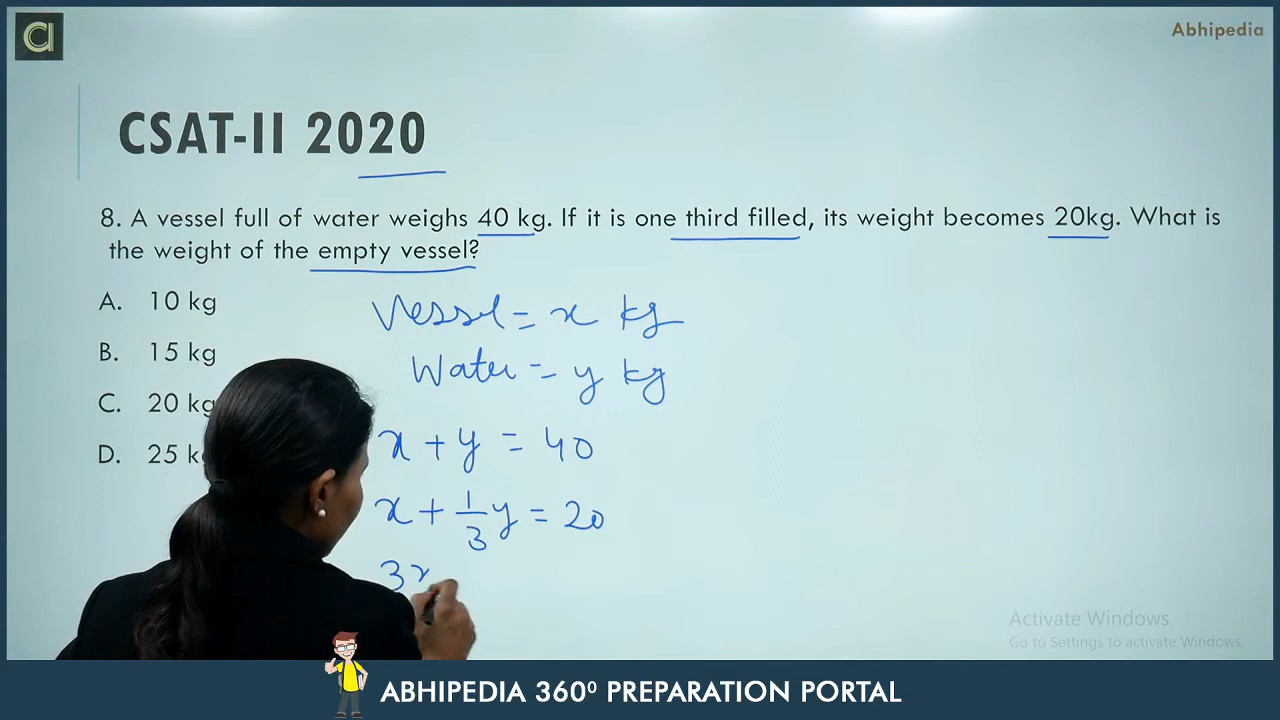 Abhipedia
CSAT-II 2020
8. A vessel full of water weighs 40 kg. If it is one third filled, its weight becomes 20kg. What is
the weight of the empty vessel?
A. 10 kg
B. 15 kg
C. 20 kg
D. 25 k
Vessel = x kg
Water = y kg
x + y = 40
x + 1/3 y = 20
3x
Activate Windows
Go to Settings to activate Windows.
ABHIPEDIA 360⁰ PREPARATION PORTAL